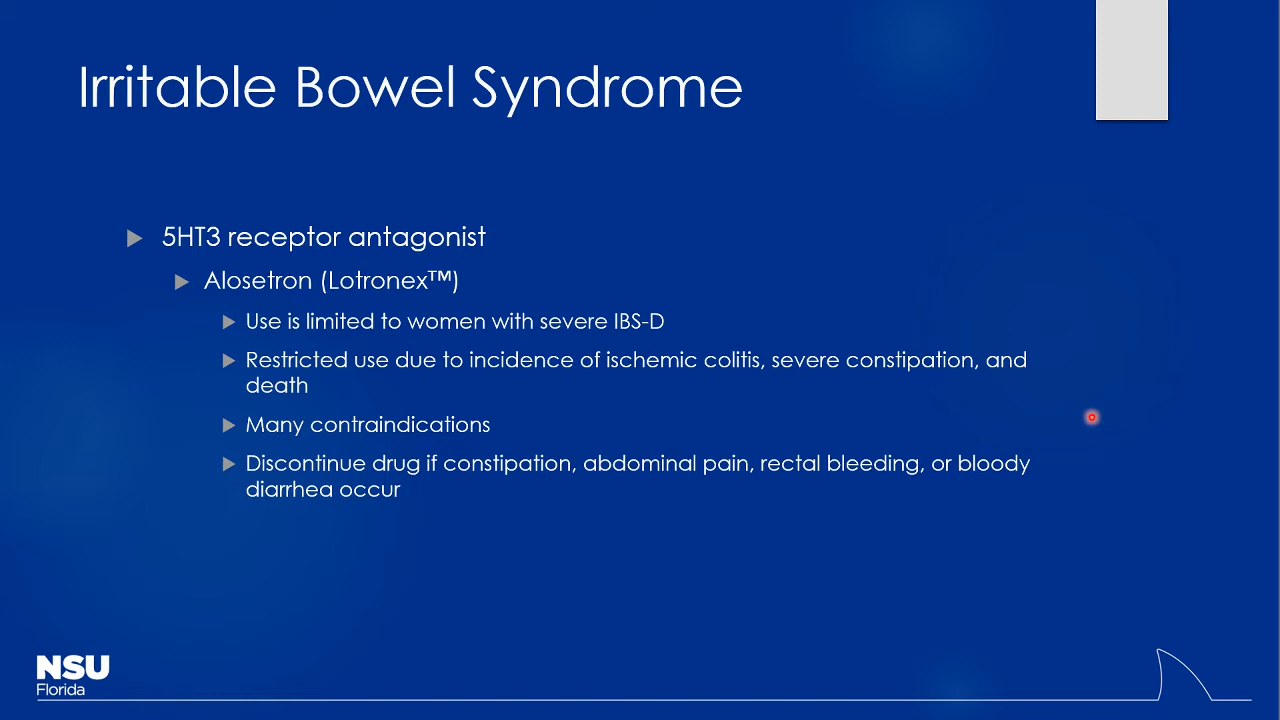 Irritable Bowel Syndrome
5HT3 receptor antagonist
Alosetron (Lotronex™)
Use is limited to women with severe IBS-D
Restricted use due to incidence of ischemic colitis, severe constipation, and
death
Many contraindications
Discontinue drug if constipation, abdominal pain, rectal bleeding, or bloody
diarrhea occur
NSU
Florida